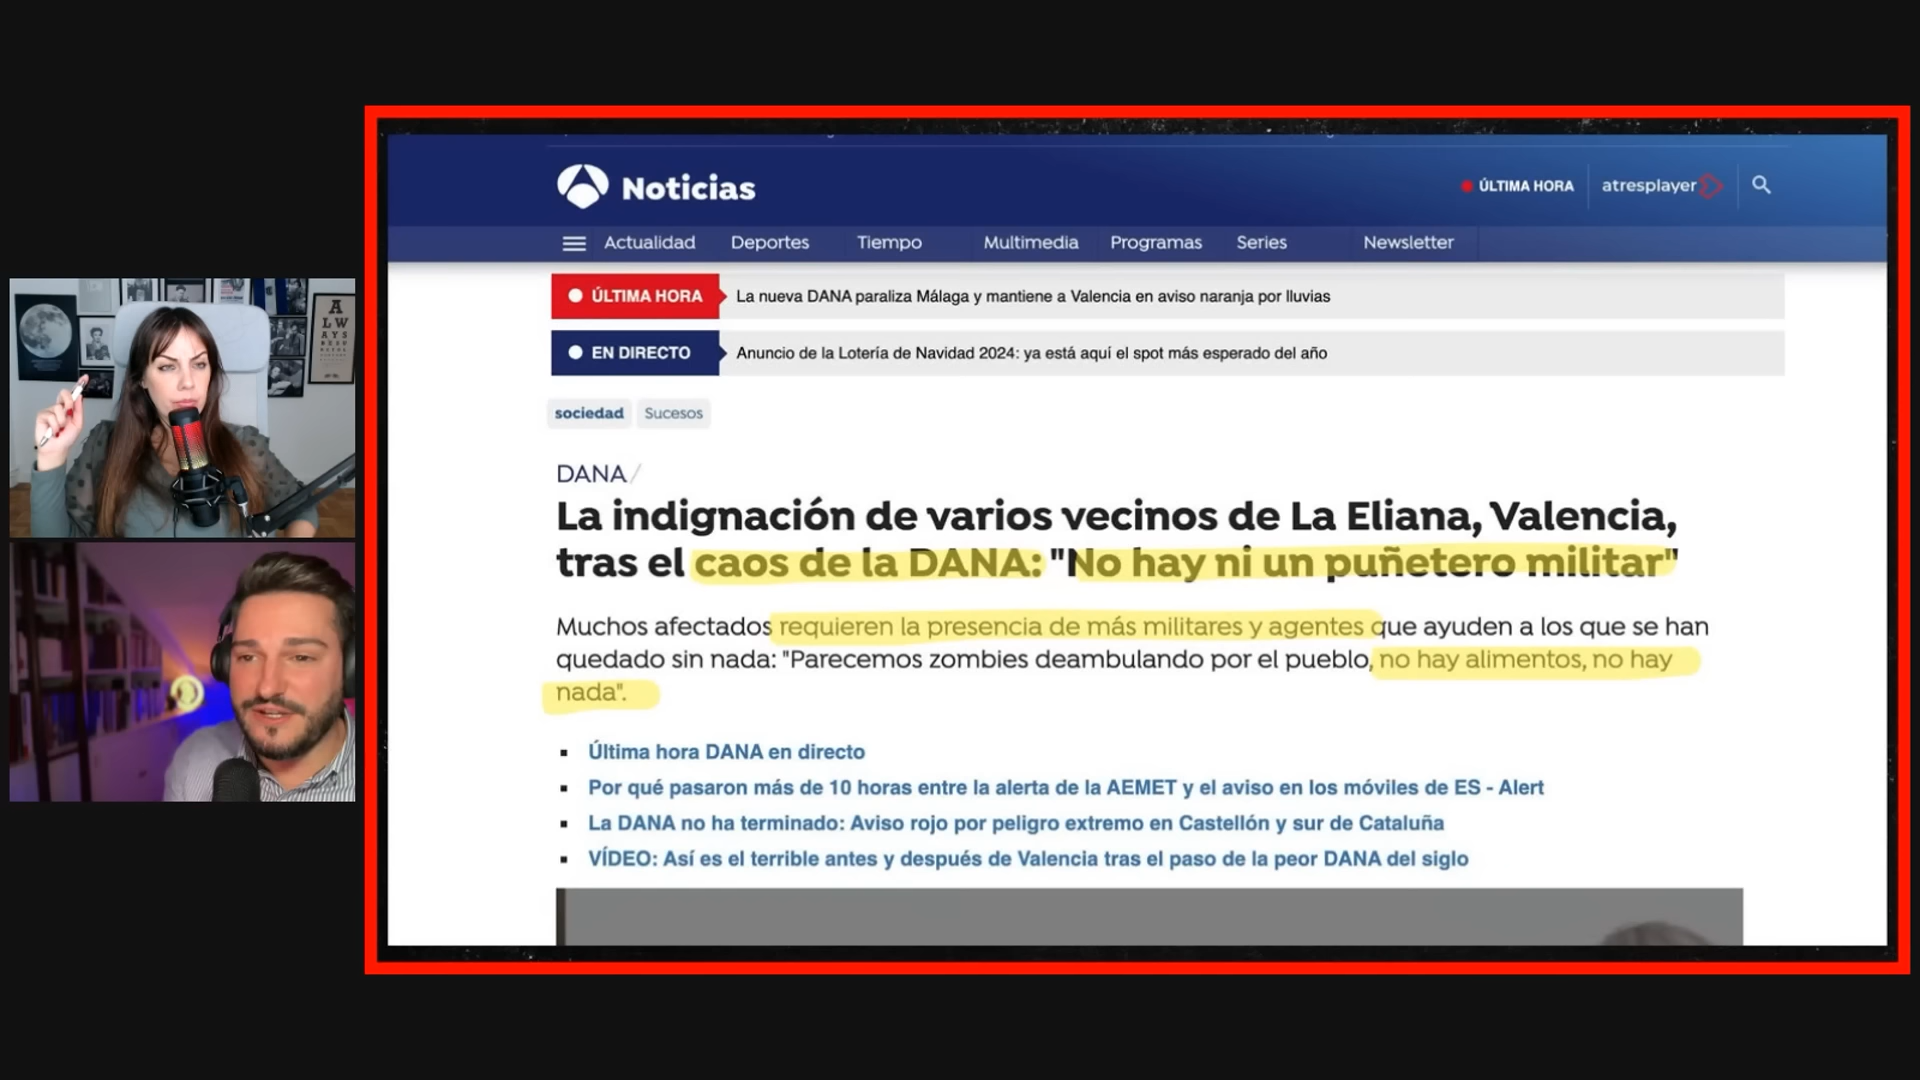 Noticias
ÚLTIMA HORA
atresplayer
Actualidad
Deportes
Tiempo
Multimedia
Programas
Series
Newsletter
ÚLTIMA HORA
La nueva DANA paraliza Málaga y mantiene a Valencia en aviso naranja por lluvias
EN DIRECTO
Anuncio de la Lotería de Navidad 2024: ya está aquí el spot más esperado del año
sociedad
Sucesos
DANA/
La indignación de varios vecinos de La Eliana, Valencia,
tras el caos de la DANA: "No hay ni un puñetero militar"
Muchos afectados requieren la presencia de más militares y agentes que ayuden a los que se han
quedado sin nada: "Parecemos zombies deambulando por el pueblo, no hay alimentos, no hay
nada".
Última hora DANA en directo
Por qué pasaron más de 10 horas entre la alerta de la AEMET y el aviso en los móviles de ES - Alert
La DANA no ha terminado: Aviso rojo por peligro extremo en Castellón y sur de Cataluña
VÍDEO: Así es el terrible antes y después de Valencia tras el paso de la peor DANA del siglo
A
LW
AYS